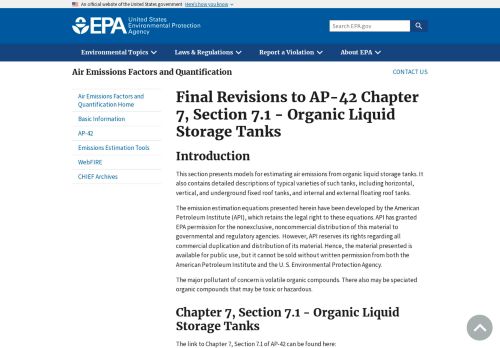 An official website of the United States government Here's how you know
EPA United States
Environmental Protection
Agency
Search EPA.gov
Environmental Topics Laws & Regulations Report a Violation About EPA
Air Emissions Factors and Quantification CONTACT US
Air Emissions Factors and
Quantification Home
Basic Information
AP-42
Emissions Estimation Tools
WebFIRE
CHIEF Archives
Final Revisions to AP-42 Chapter
7, Section 7.1 - Organic Liquid
Storage Tanks
Introduction
This section presents models for estimating air emissions from organic liquid storage tanks. It
also contains detailed descriptions of typical varieties of such tanks, including horizontal,
vertical, and underground fixed roof tanks, and internal and external floating roof tanks.
The emission estimation equations presented herein have been developed by the American
Petroleum Institute (API), which retains the legal right to these equations. API has granted
EPA permission for the nonexclusive, noncommercial distribution of this material to
governmental and regulatory agencies. However, API reserves its rights regarding all
commercial duplication and distribution of its material. Hence, the material presented is
available for public use, but it cannot be sold without written permission from both the
American Petroleum Institute and the U. S. Environmental Protection Agency.
The major pollutant of concern is volatile organic compounds. There also may be speciated
organic compounds that may be toxic or hazardous.
Chapter 7, Section 7.1 - Organic Liquid
Storage Tanks
The link to Chapter 7, Section 7.1 of AP-42 can be found here: